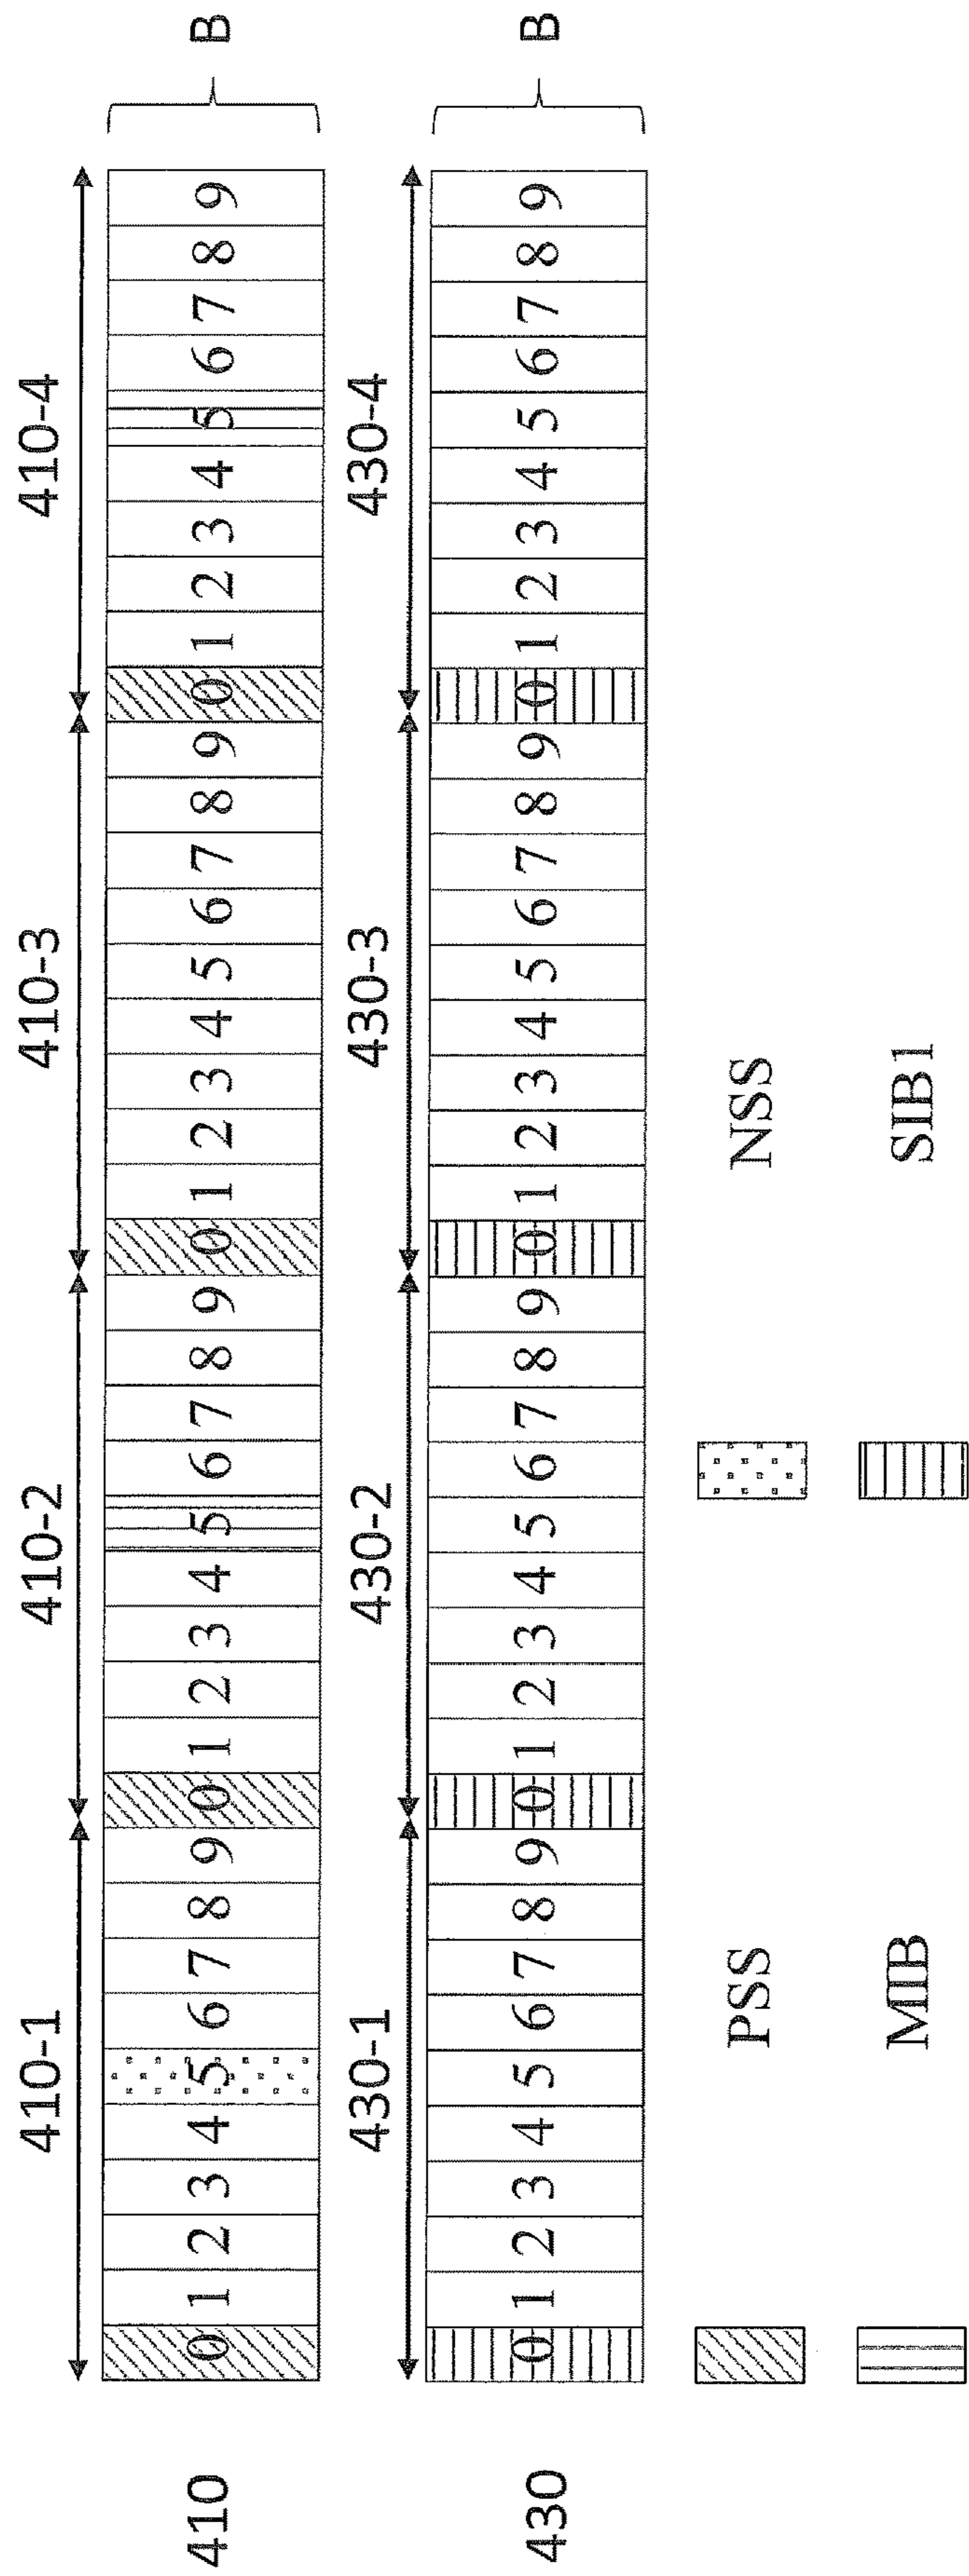 410-1 410-2 410-3 410-4
410 0 1 2 3 4 5 6 7 8 9 0 1 2 3 4 5 6 7 8 9 0 1 2 3 4 5 6 7 8 9 0 1 2 3 4 5 6 7 8 9 B
430-1 430-2 430-3 430-4
430 0 1 2 3 4 5 6 7 8 9 0 1 2 3 4 5 6 7 8 9 0 1 2 3 4 5 6 7 8 9 0 1 2 3 4 5 6 7 8 9 B
PSS NSS
MIB SIB1